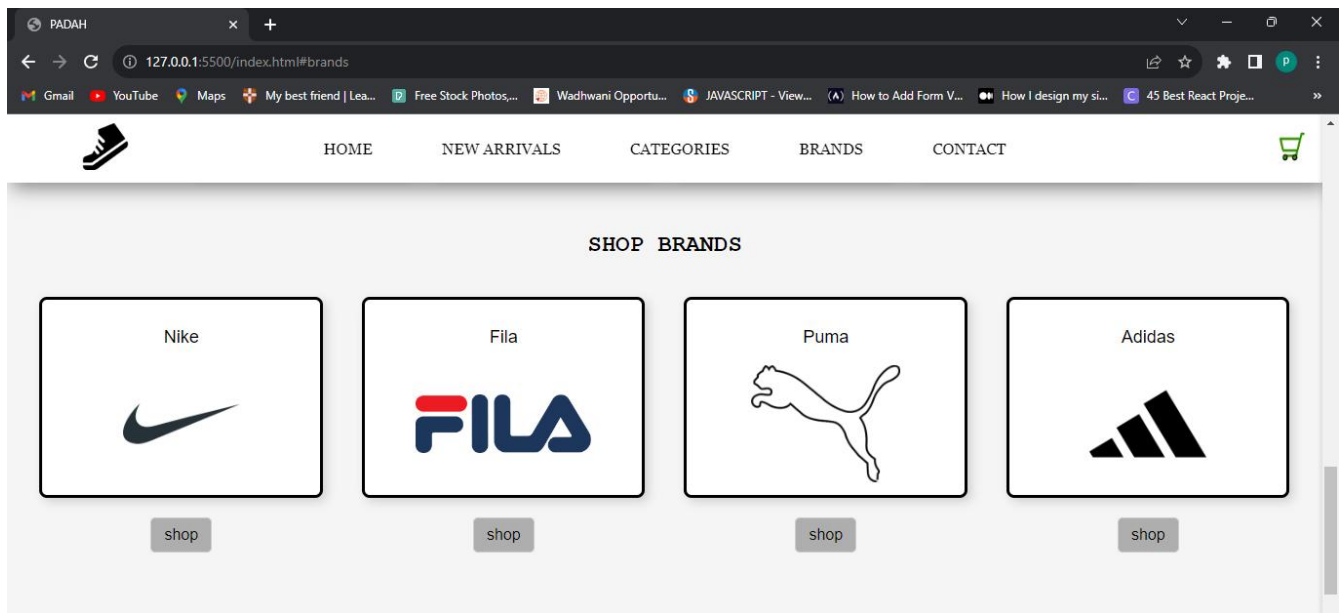 PADAH
127.0.0.1:5500/index.html#brands
P
Gmail YouTube Maps My best friend | Lea... Free Stock Photos,... Wadhwani Opportu... JAVASCRIPT - View... How to Add Form V... How I design my si... C 45 Best React Proje... »
HOME NEW ARRIVALS CATEGORIES BRANDS CONTACT
SHOP BRANDS
Nike Fila Puma Adidas
FILA
shop shop shop shop